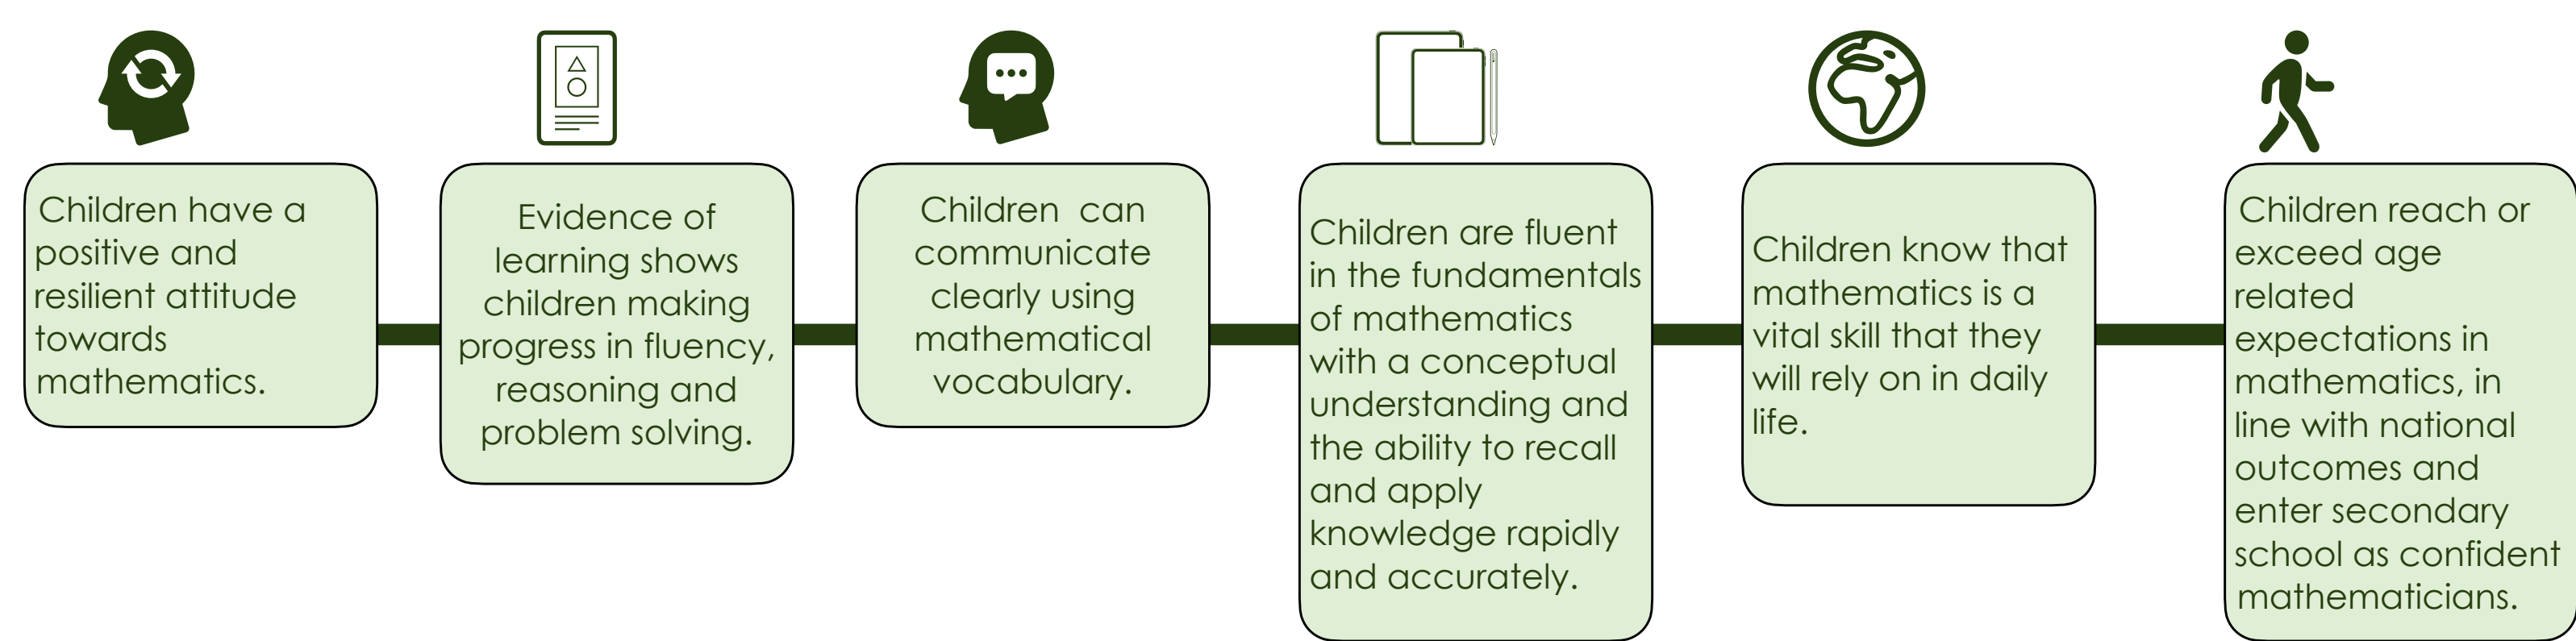 Children have a
positive and
resilient attitude
towards
mathematics.
Evidence of
learning shows
children making
progress in fluency,
reasoning and
problem solving.
Children  can
communicate
clearly using
mathematical
vocabulary.
Children are fluent
in the fundamentals
of mathematics
with a conceptual
understanding and
the ability to recall
and apply
knowledge rapidly
and accurately.
Children know that
mathematics is a
vital skill that they
will rely on in daily
life.
Children reach or
exceed age
related
expectations in
mathematics, in
line with national
outcomes and
enter secondary
school as confident
mathematicians.